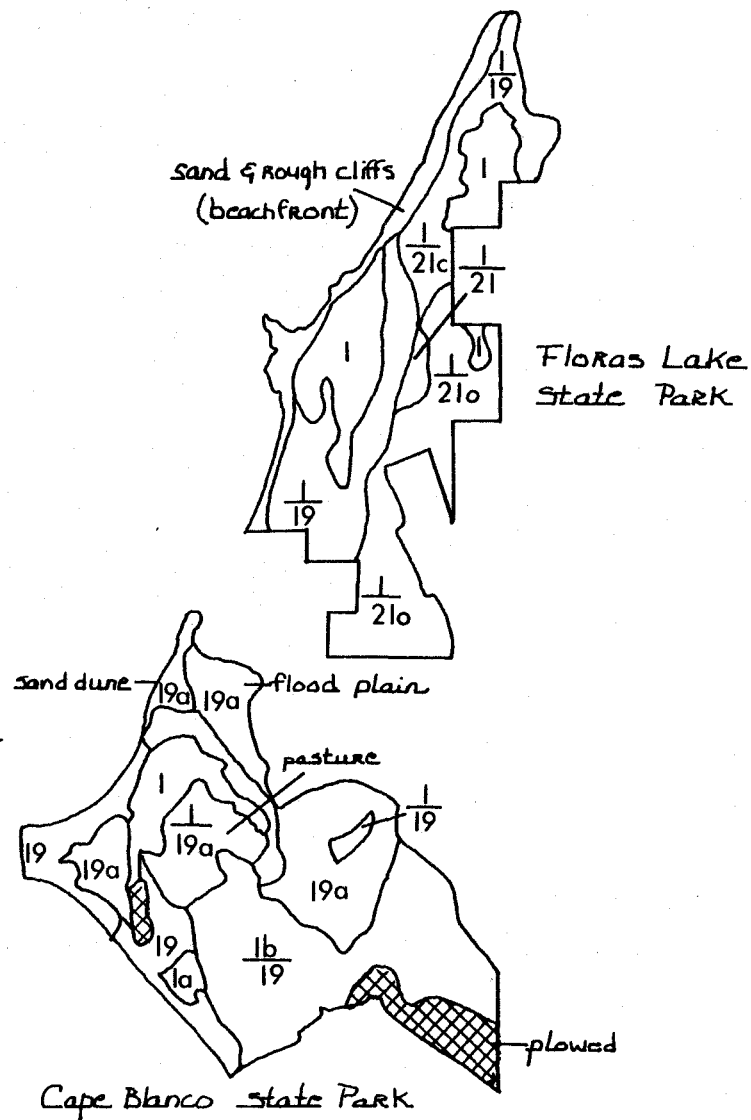 1
19
sand & rough cliffs
(beachfront)
1
1
21c
1
21
1
1
1
21o
Floras Lake
State Park
1
19
1
21o
sand dune
19a
19a
flood plain
pasture
1
1
19a
1
19
19
19a
19a
19
1b
19
1a
plowed
Cape Blanco State Park